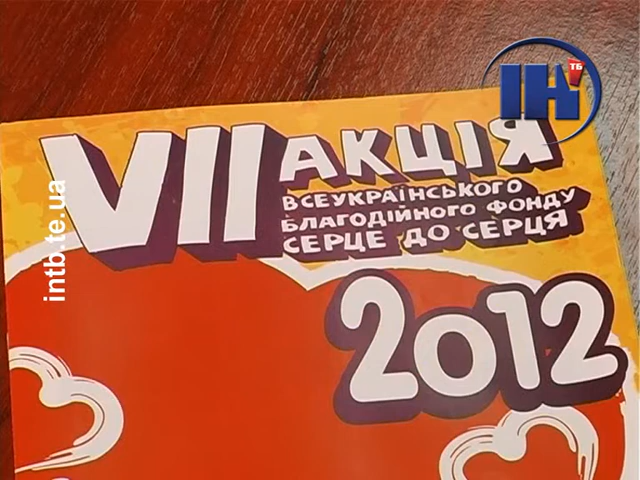 ІН ТБ
VII АКЦІЯ
ВСЕУКРАЇНСЬКОГО
БЛАГОДІЙНОГО ФОНДУ
СЕРЦЕ ДО СЕРЦЯ
2012
intb.te.ua